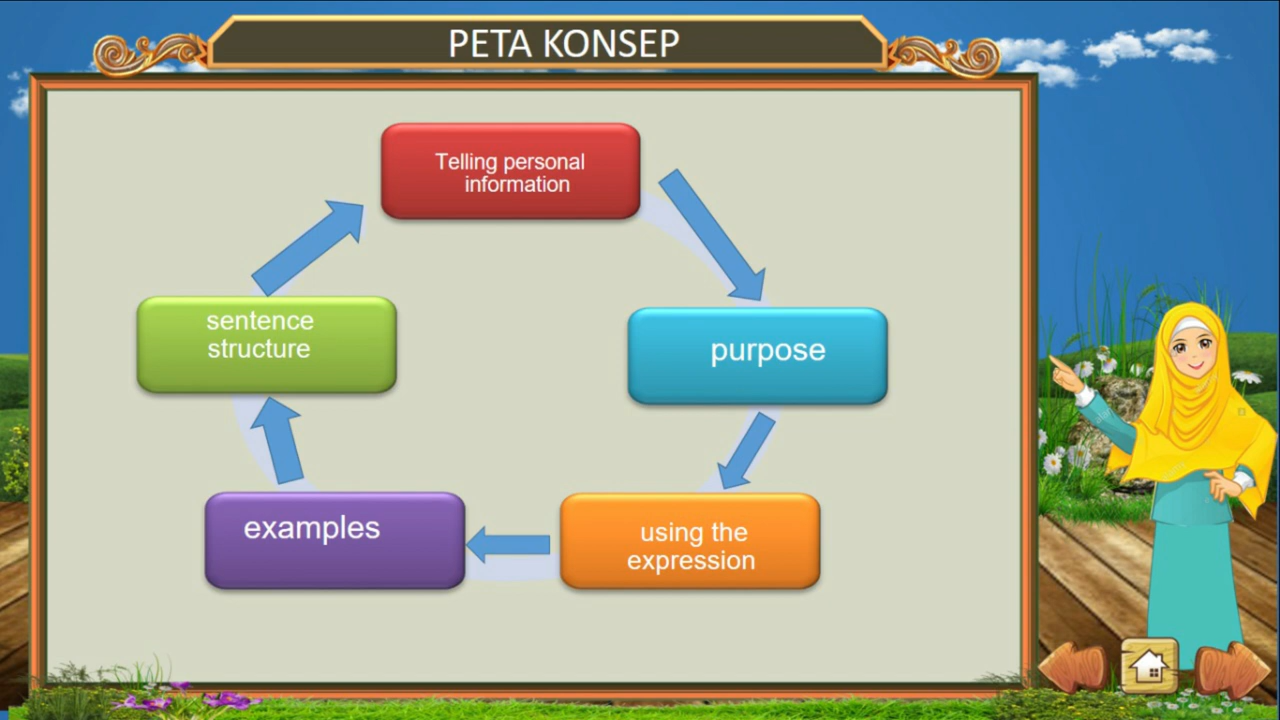 PETA KONSEP
Telling personal
information
purpose
using the
expression
examples
sentence
structure